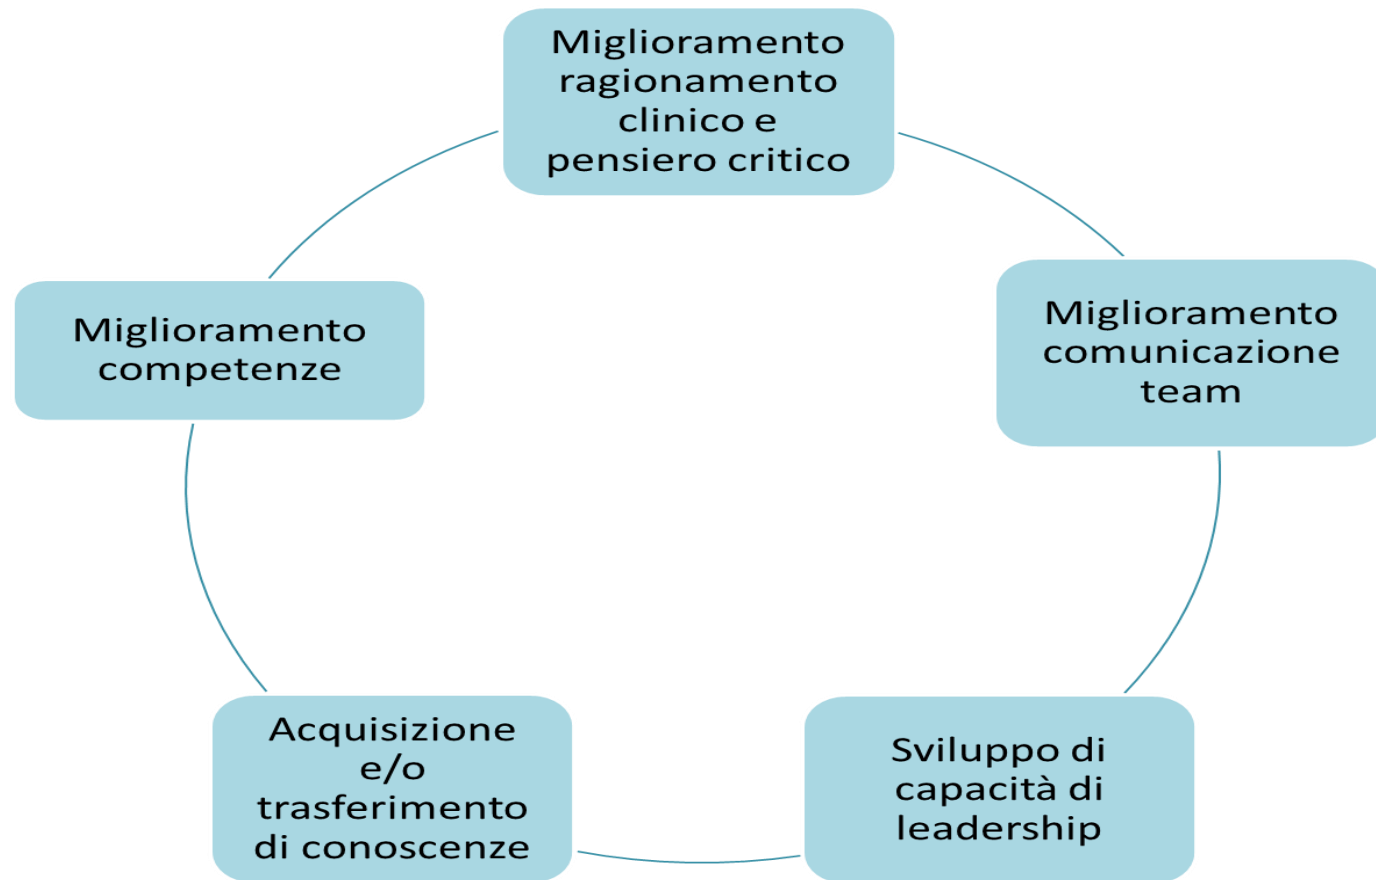 Miglioramento
ragionamento
clinico e
pensiero critico
Miglioramento
comunicazione
team
Sviluppo di
capacità di
leadership
Acquisizione
e/o
trasferimento
di conoscenze
Miglioramento
competenze